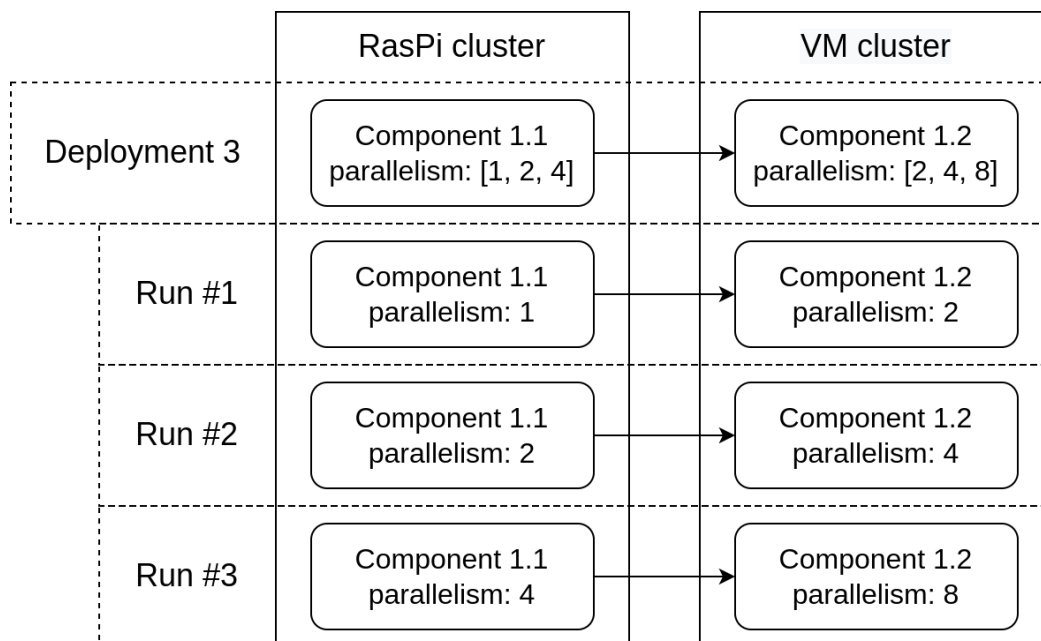 RasPi cluster
VM cluster
Deployment 3
Component 1.1
parallelism: [1, 2, 4]
Component 1.2
parallelism: [2, 4, 8]
Run #1
Component 1.1
parallelism: 1
Component 1.2
parallelism: 2
Run #2
Component 1.1
parallelism: 2
Component 1.2
parallelism: 4
Run #3
Component 1.1
parallelism: 4
Component 1.2
parallelism: 8